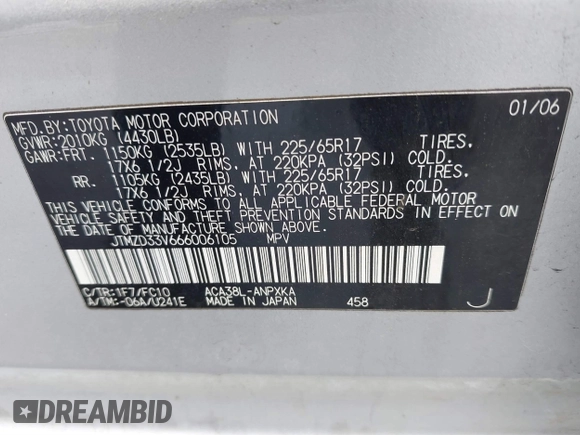 MFD.BY:TOYOTA MOTOR CORPORATION 01/06
GVWR:2010KG (4430LB)
GAWR:FRT. 1150KG (2535LB) WITH 225/65R17 TIRES,
17X6 1/2J RIMS, AT 220KPA (32PSI) COLD.
RR. 1105KG (2435LB) WITH 225/65R17 TIRES,
17X6 1/2J RIMS, AT 220KPA (32PSI) COLD.
THIS VEHICLE CONFORMS TO ALL APPLICABLE FEDERAL MOTOR
VEHICLE SAFETY AND BUMPER STANDARDS IN EFFECT ON
THE DATE OF MANUFACTURE SHOWN ABOVE.
JTMZD33V666006105 MPV
C/TR:1F7/FC10 ACA38L-ANPXKA
A/TM:-06A/U241E MADE IN JAPAN 458 J
DREAMBID